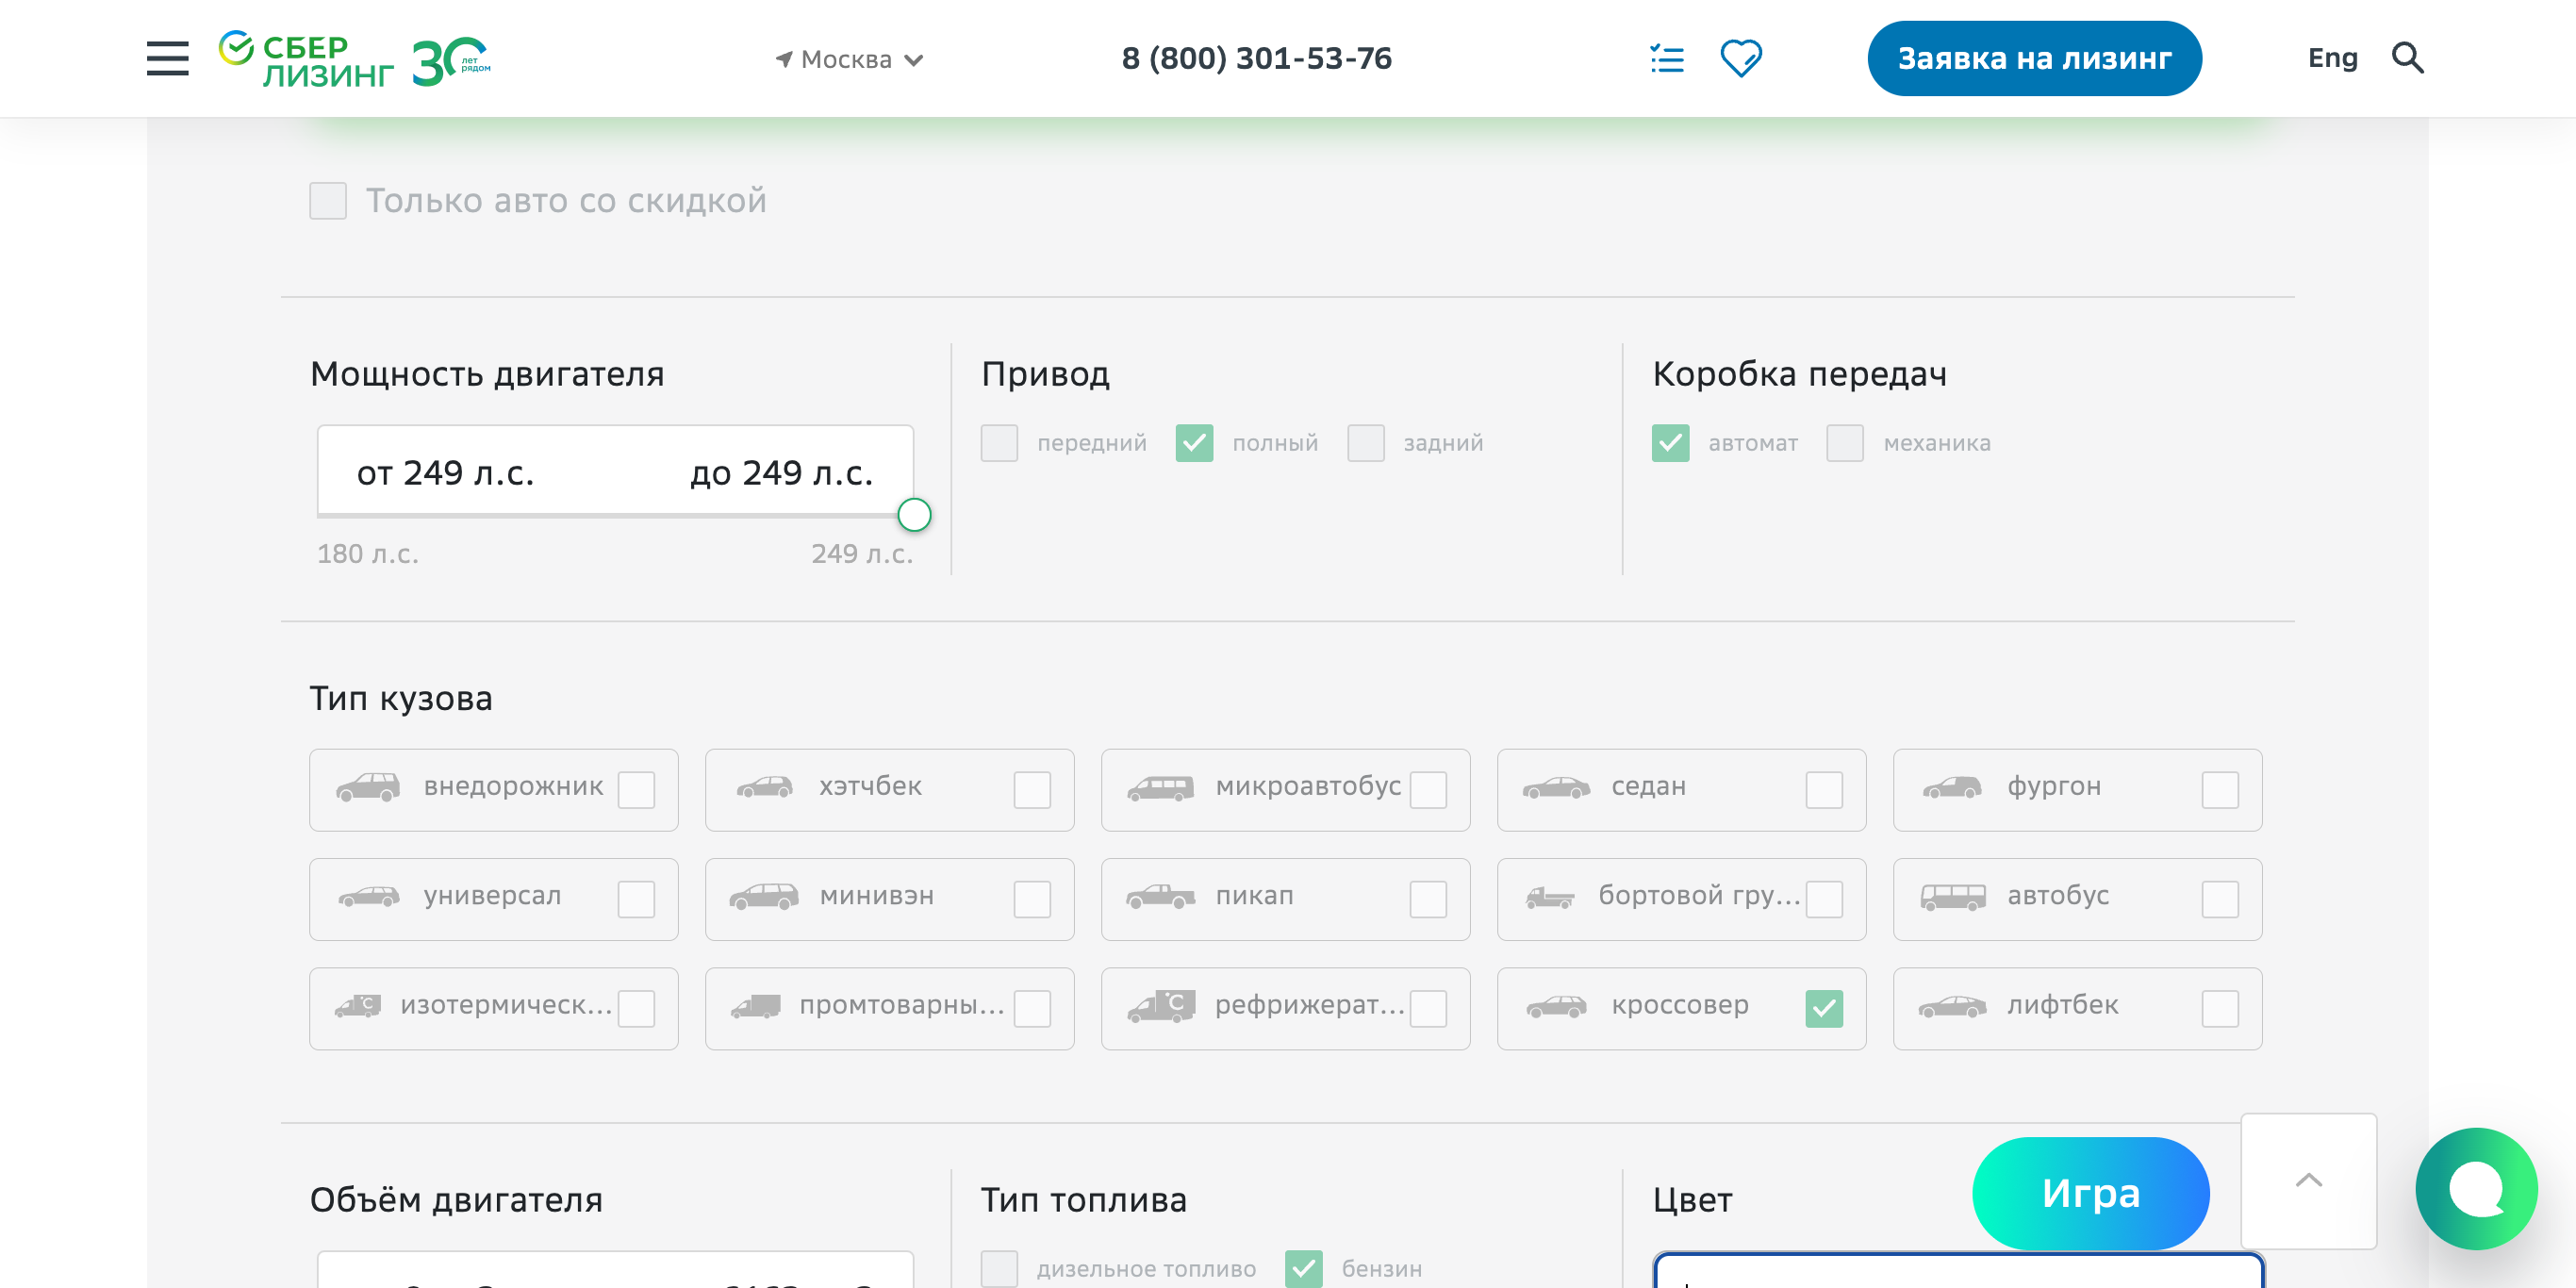 СБЕР
ЛИЗИНГ
30 лет рядом
Москва
8 (800) 301-53-76
Заявка на лизинг
Eng
Только авто со скидкой
Мощность двигателя
от 249 л.с. до 249 л.с.
180 л.с. 249 л.с.
Привод
передний полный задний
Коробка передач
автомат механика
Тип кузова
внедорожник хэтчбек микроавтобус седан фургон
универсал минивэн пикап бортовой гру... автобус
изотермическ... промтоварны... рефрижерат... кроссовер лифтбек
Объём двигателя
Тип топлива
дизельное топливо бензин
Цвет
Игра